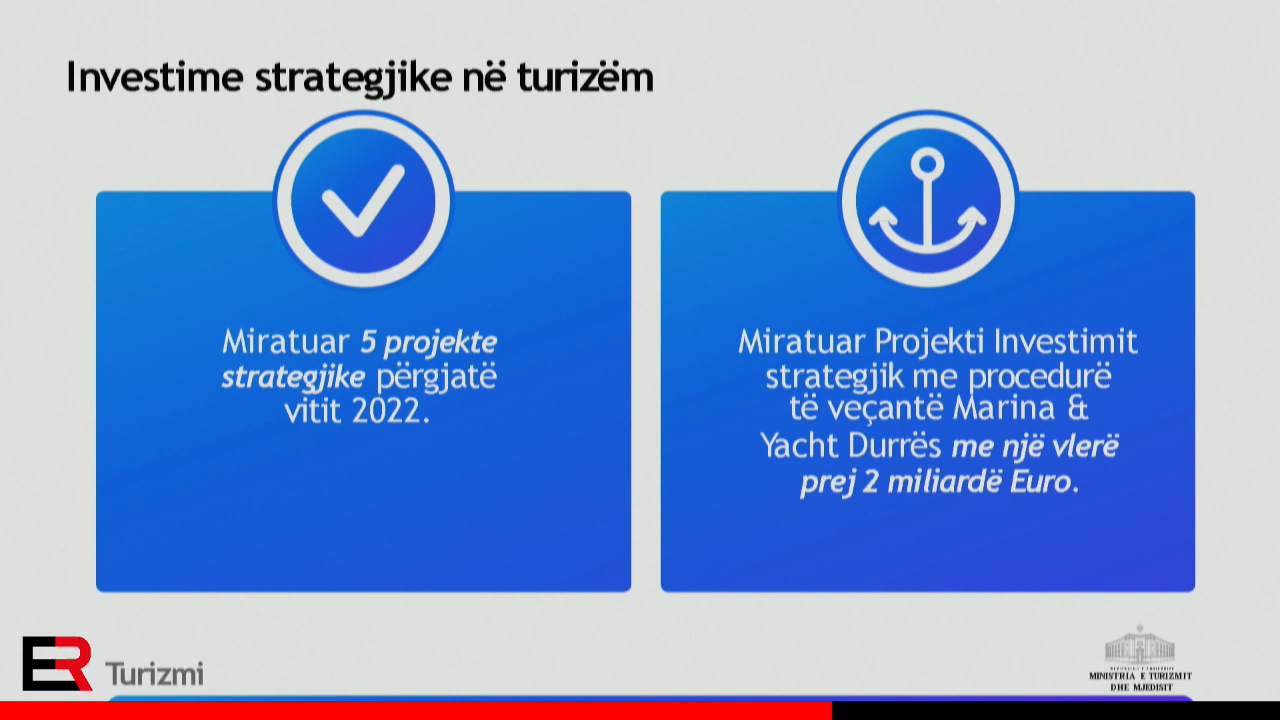 Investime strategjike në turizëm
Miratuar 5 projekte
strategjike përgjatë
vitit 2022.
Miratuar Projekti Investimit
strategjik me procedurë
të veçantë Marina &
Yacht Durrës me një vlerë
prej 2 miliardë Euro.
ER
Turizmi
MINISTRIA E TURIZMIT
DHE MJEDISIT